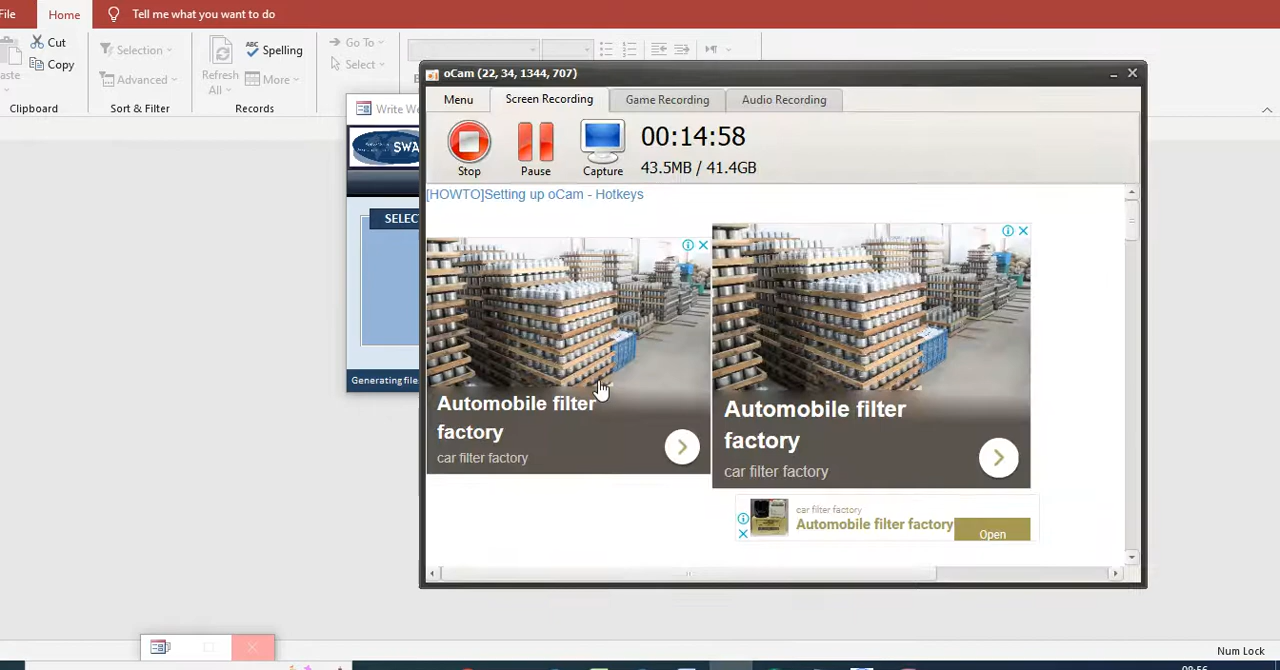 File
Home
Tell me what you want to do
Cut
Copy
Paste
Clipboard
Selection
Advanced
Sort & Filter
Refresh
All
Spelling
More
Records
Go To
Select
Write We
SWA
SELEC
Generating file
oCam (22, 34, 1344, 707)
Menu
Screen Recording
Game Recording
Audio Recording
Stop
Pause
Capture
00:14:58
43.5MB / 41.4GB
[HOWTO]Setting up oCam - Hotkeys
Automobile filter
factory
car filter factory
Automobile filter
factory
car filter factory
car filter factory
Automobile filter factory
Open
Num Lock